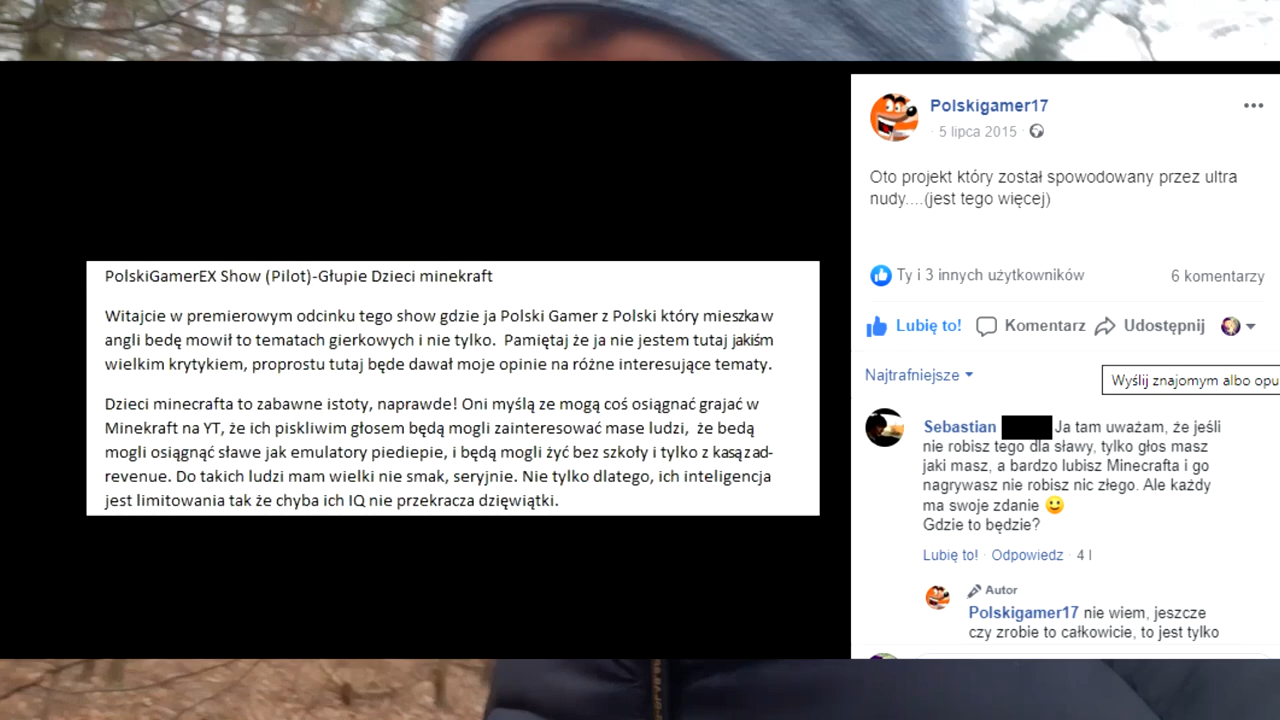 PolskiGamerEX Show (Pilot)-Głupie Dzieci minekraft
Witajcie w premierowym odcinku tego show gdzie ja Polski Gamer z Polski który mieszka w
angli bedę mowił to tematach gierkowych i nie tylko. Pamiętaj że ja nie jestem tutaj jakiśm
wielkim krytykiem, proprostu tutaj będe dawał moje opinie na różne interesujące tematy.
Dzieci minecrafta to zabawne istoty, naprawde! Oni myślą ze mogą coś osiągnać grajać w
Minekraft na YT, że ich piskliwim głosem będą mogli zainteresować mase ludzi, że bedą
mogli osiągnąć sławe jak emulatory piediepie, i będą mogli żyć bez szkoły i tylko z kasą z ad-
revenue. Do takich ludzi mam wielki nie smak, seryjnie. Nie tylko dlatego, ich inteligencja
jest limitowania tak że chyba ich IQ nie przekracza dzięwiątki.
Polskigamer17
· 5 lipca 2015 ·
Oto projekt który został spowodowany przez ultra
nudy....(jest tego więcej)
Ty i 3 innych użytkowników
6 komentarzy
Lubię to! Komentarz Udostępnij
Najtrafniejsze
Wyślij znajomym albo opu
Sebastian Ja tam uważam, że jeśli
nie robisz tego dla sławy, tylko głos masz
jaki masz, a bardzo lubisz Minecrafta i go
nagrywasz nie robisz nic złego. Ale każdy
ma swoje zdanie 🙂
Gdzie to będzie?
Lubię to! · Odpowiedz · 4 l
Autor
Polskigamer17 nie wiem, jeszcze
czy zrobie to całkowicie, to jest tylko